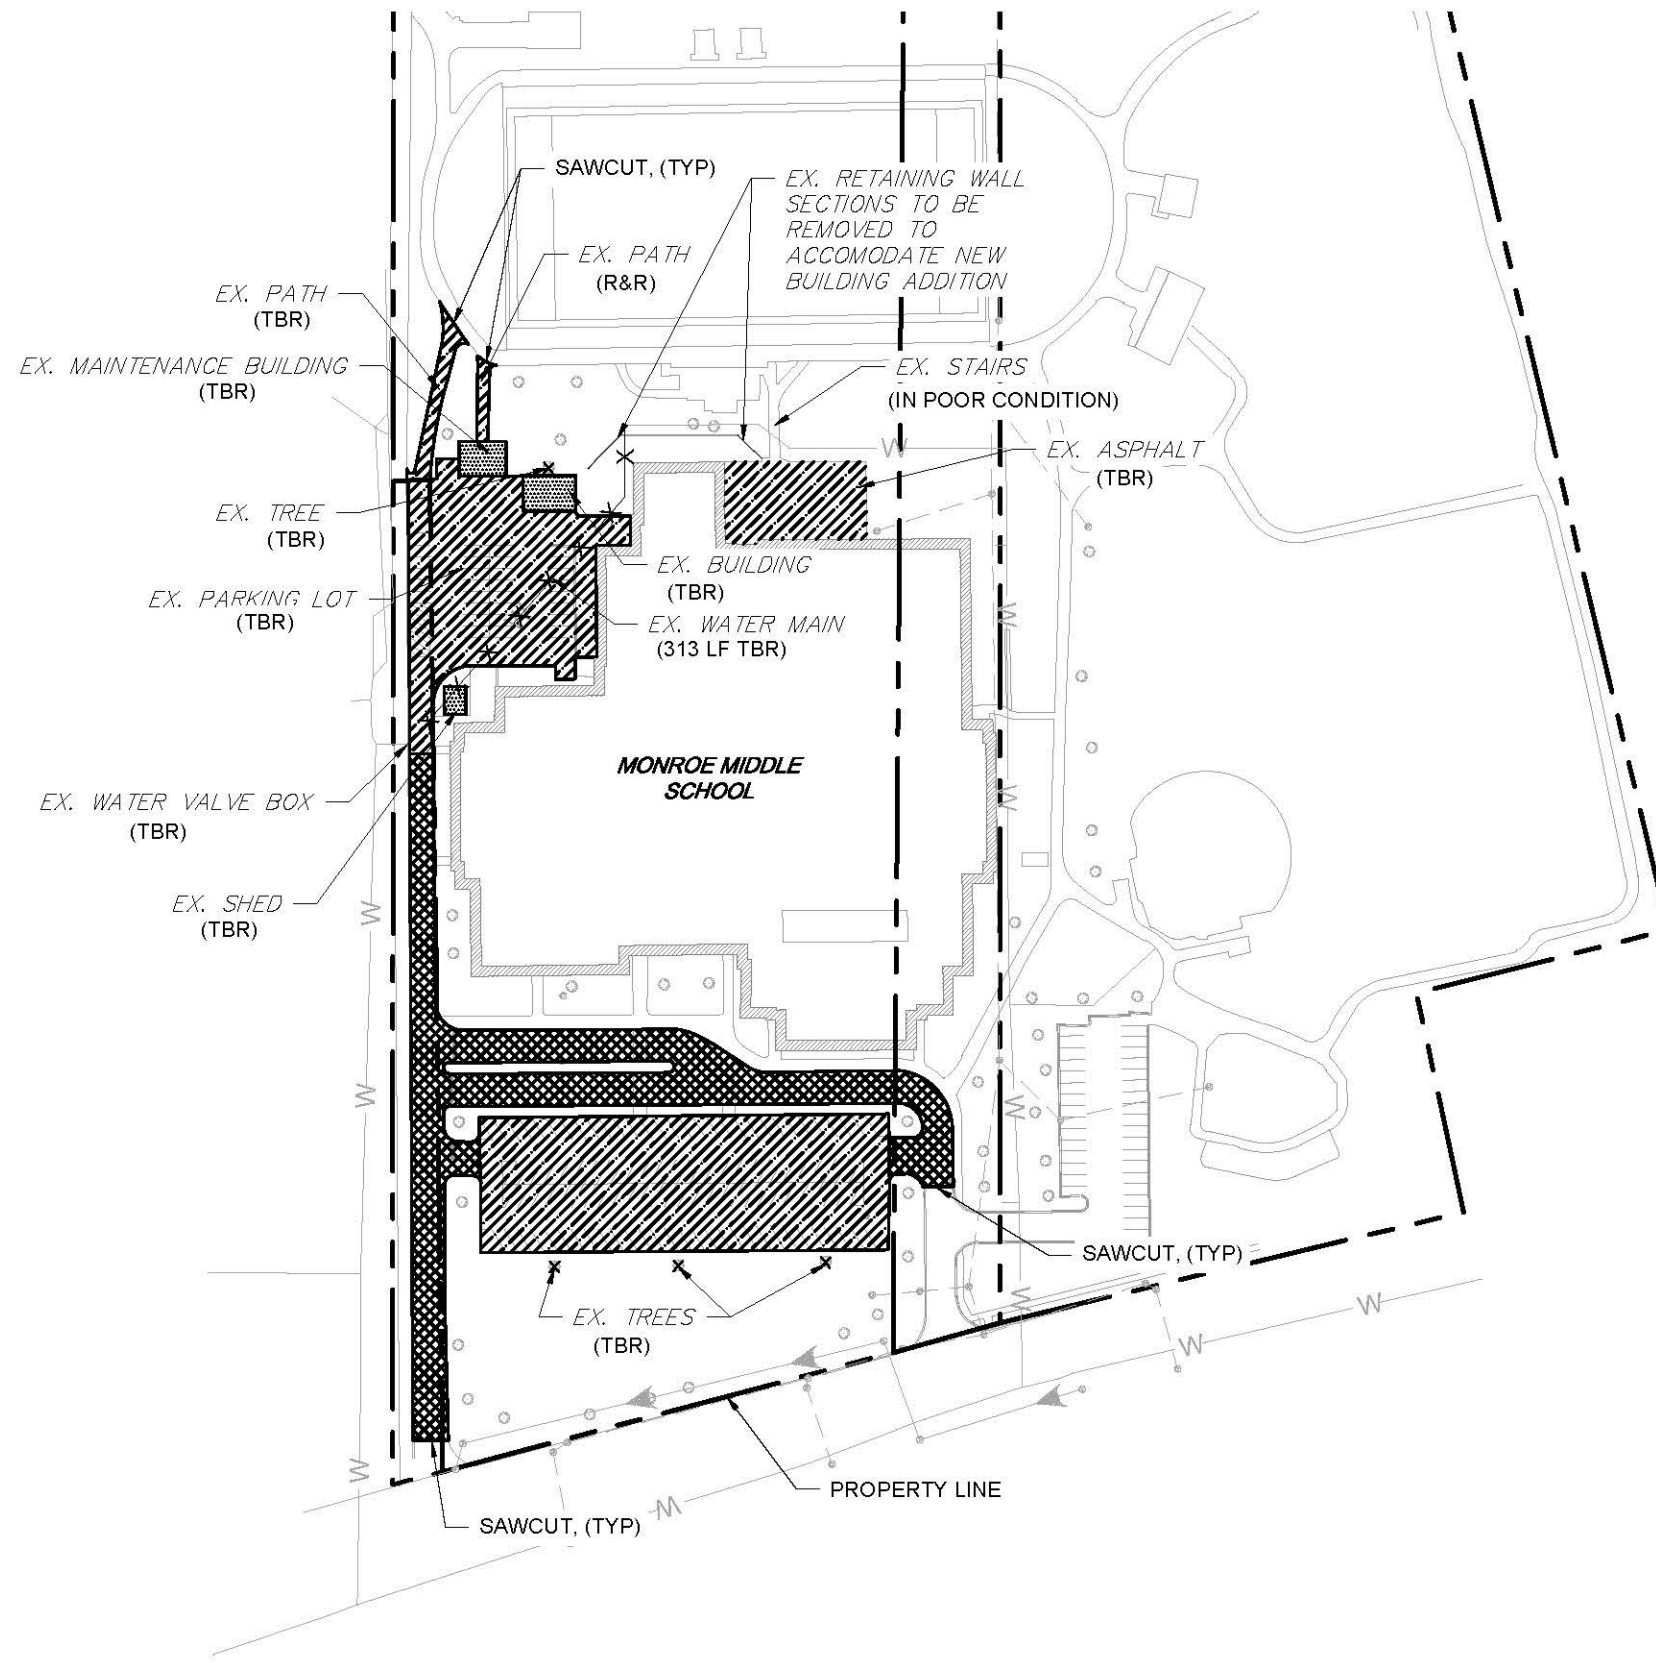 SAWCUT, (TYP)
EX. RETAINING WALL
SECTIONS TO BE
REMOVED TO
ACCOMODATE NEW
BUILDING ADDITION
EX. PATH
(R&R)
EX. PATH
(TBR)
EX. MAINTENANCE BUILDING
(TBR)
EX. STAIRS
(IN POOR CONDITION)
W
EX. ASPHALT
(TBR)
EX. TREE
(TBR)
EX. BUILDING
(TBR)
EX. PARKING LOT
(TBR)
EX. WATER MAIN
(313 LF TBR)
W
MONROE MIDDLE
SCHOOL
EX. WATER VALVE BOX
(TBR)
W
EX. SHED
(TBR)
W
W
W
SAWCUT, (TYP)
W
EX. TREES
(TBR)
W
W
W
PROPERTY LINE
W
SAWCUT, (TYP)